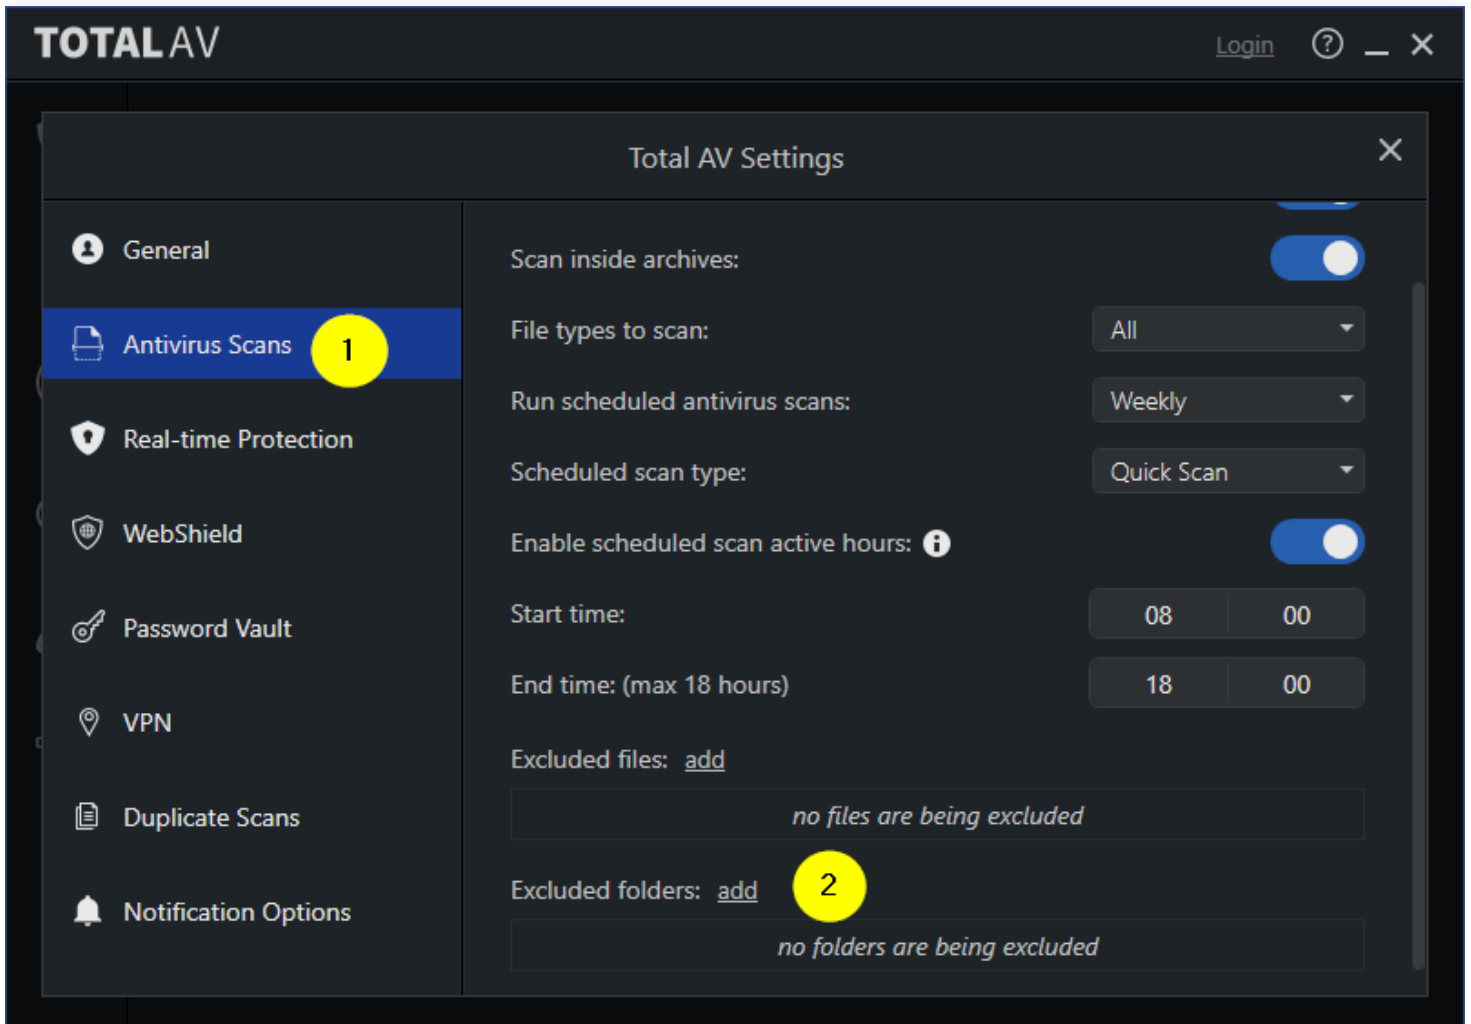 TOTAL AV
Login
Total AV Settings
General
Antivirus Scans
1
Real-time Protection
WebShield
Password Vault
VPN
Duplicate Scans
Notification Options
Scan inside archives:
File types to scan: All
Run scheduled antivirus scans: Weekly
Scheduled scan type: Quick Scan
Enable scheduled scan active hours:
Start time: 08 00
End time: (max 18 hours) 18 00
Excluded files: add
no files are being excluded
Excluded folders: add 2
no folders are being excluded